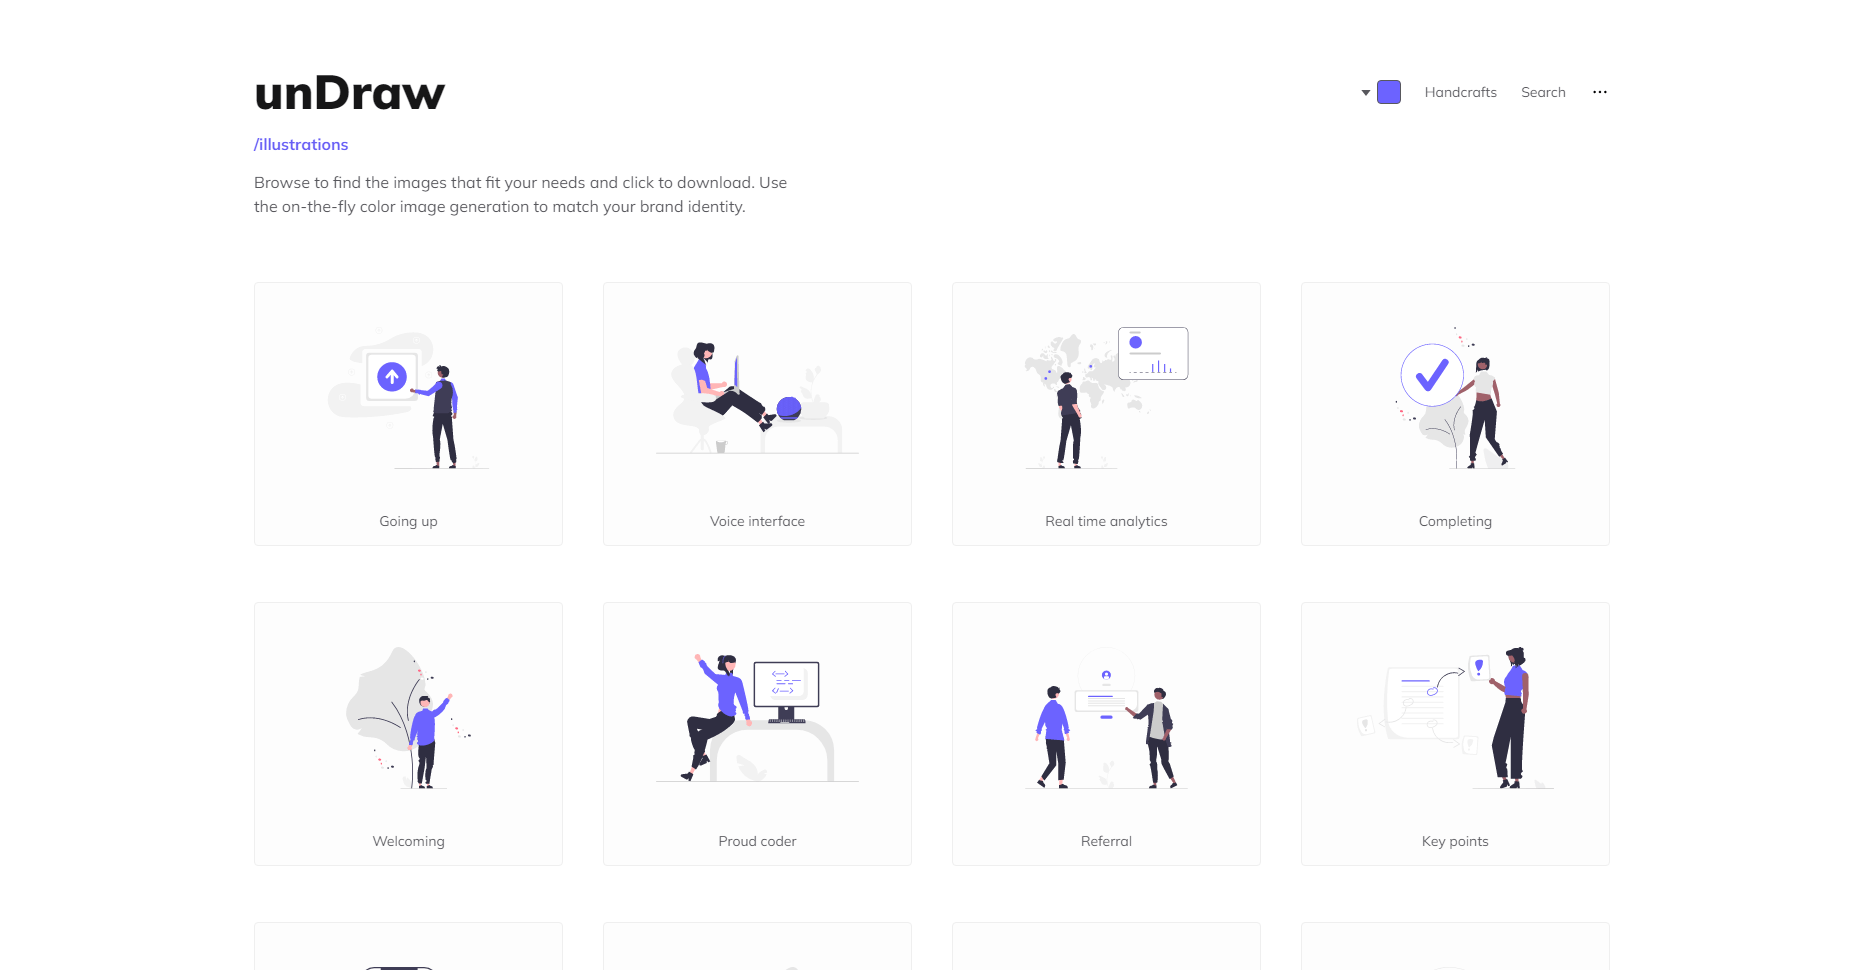 unDraw
Handcrafts
Search
/illustrations
Browse to find the images that fit your needs and click to download. Use
the on-the-fly color image generation to match your brand identity.
Going up
Voice interface
Real time analytics
Completing
Welcoming
Proud coder
Referral
Key points